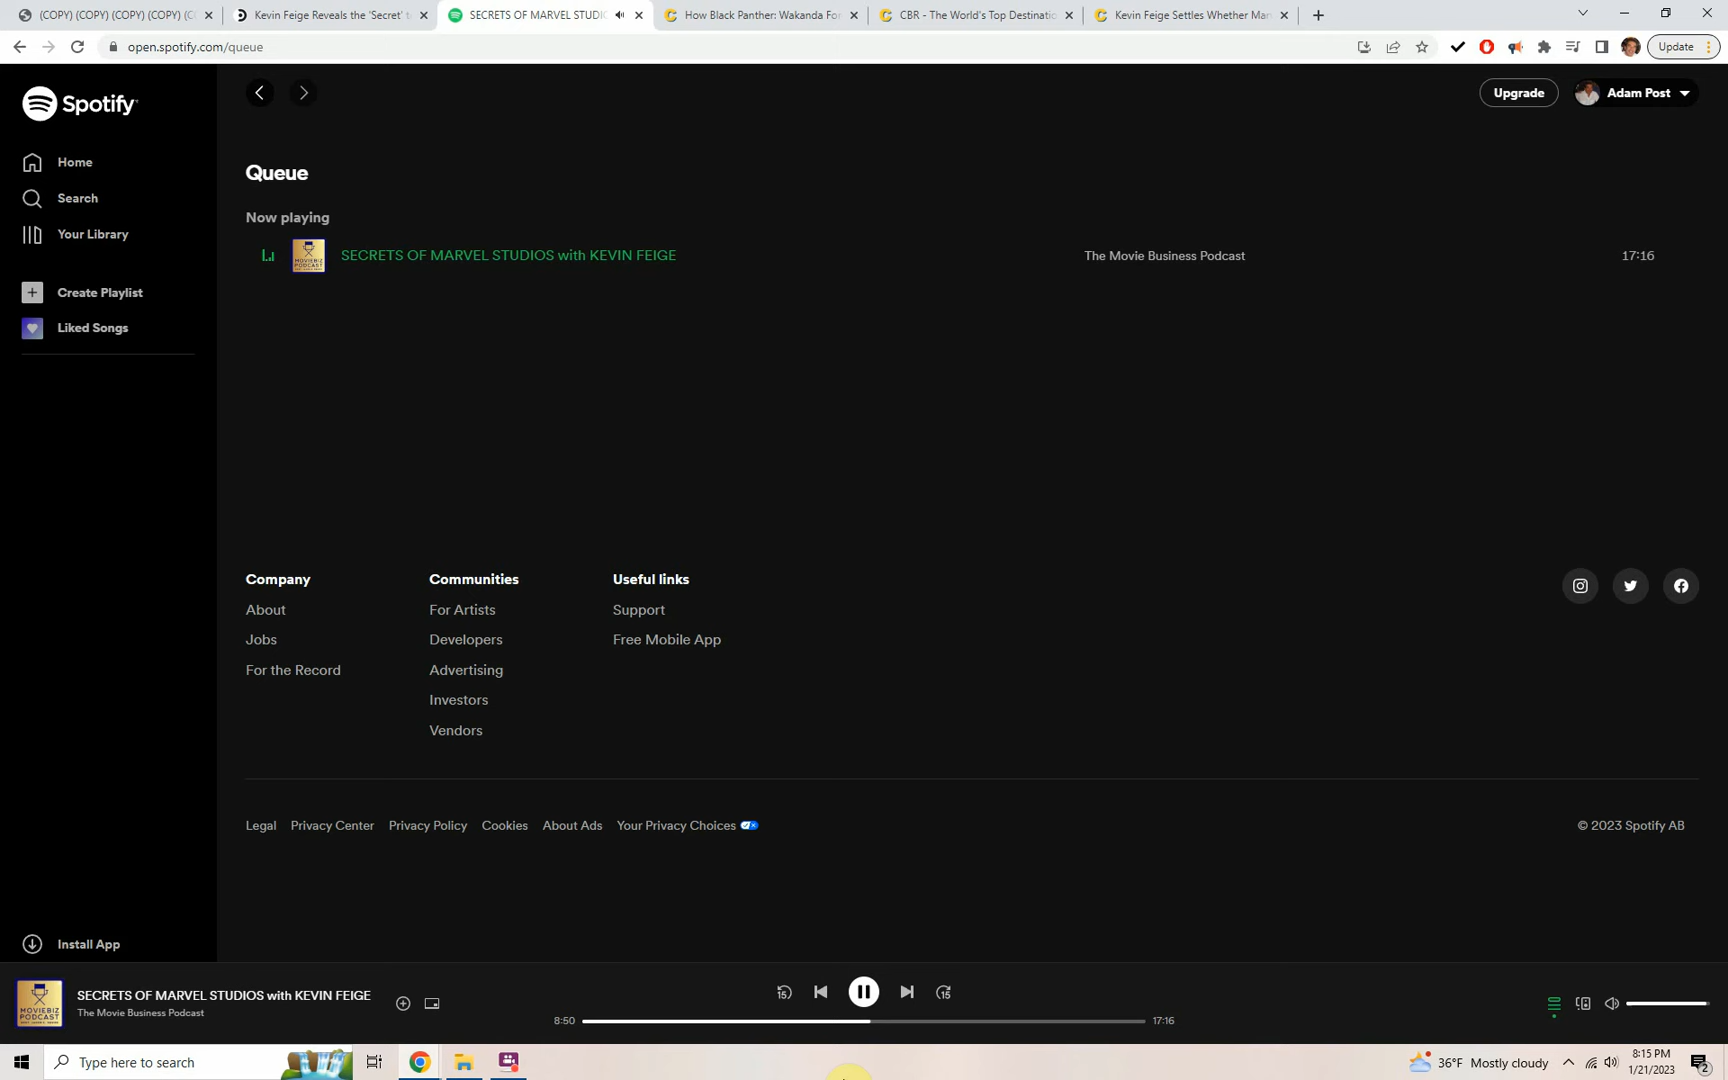 (COPY) (COPY) (COPY) (COPY) (C
Kevin Feige Reveals the 'Secret' t
SECRETS OF MARVEL STUDIO
How Black Panther: Wakanda For
CBR - The World's Top Destinatio
Kevin Feige Settles Whether Mar
open.spotify.com/queue
Update
Spotify
Upgrade
Adam Post
Home
Search
Your Library
Create Playlist
Liked Songs
Install App
Queue
Now playing
SECRETS OF MARVEL STUDIOS with KEVIN FEIGE
The Movie Business Podcast
17:16
Company
About
Jobs
For the Record
Communities
For Artists
Developers
Advertising
Investors
Vendors
Useful links
Support
Free Mobile App
Legal Privacy Center Privacy Policy Cookies About Ads Your Privacy Choices
© 2023 Spotify AB
MOVIEBIZ
PODCAST
SECRETS OF MARVEL STUDIOS with KEVIN FEIGE
The Movie Business Podcast
15
15
8:50
17:16
Type here to search
36°F Mostly cloudy
8:15 PM
1/21/2023
2